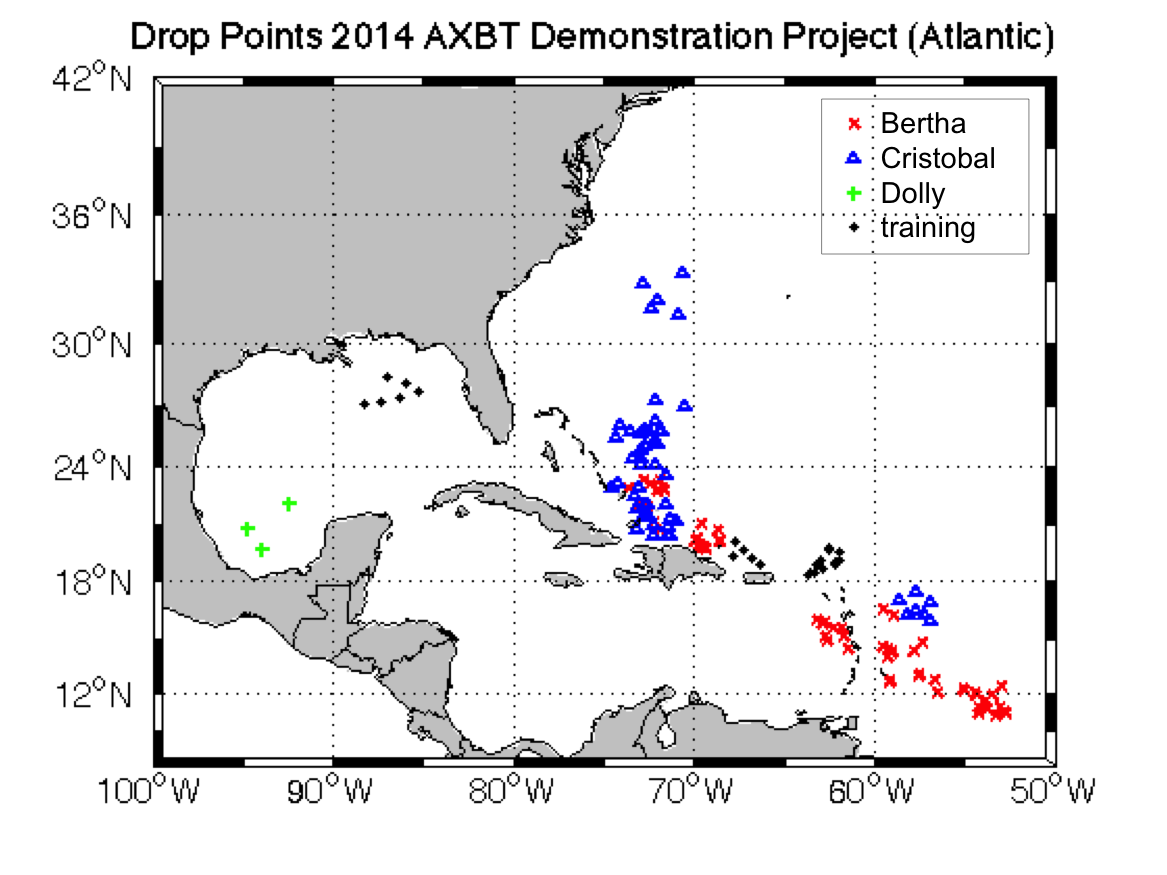 Drop Points 2014 AXBT Demonstration Project (Atlantic)
42°N
Bertha
Cristobal
Dolly
training
36°N
30°N
24°N
18°N
12°N
100°W 90°W 80°W 70°W 60°W 50°W